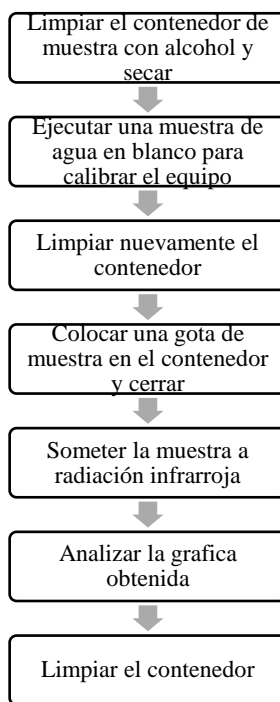 Limpiar el contenedor de
muestra con alcohol y
secar
Ejecutar una muestra de
agua en blanco para
calibrar el equipo
Limpiar nuevamente el
contenedor
Colocar una gota de
muestra en el contenedor
y cerrar
Someter la muestra a
radiación infrarroja
Analizar la grafica
obtenida
Limpiar el contenedor